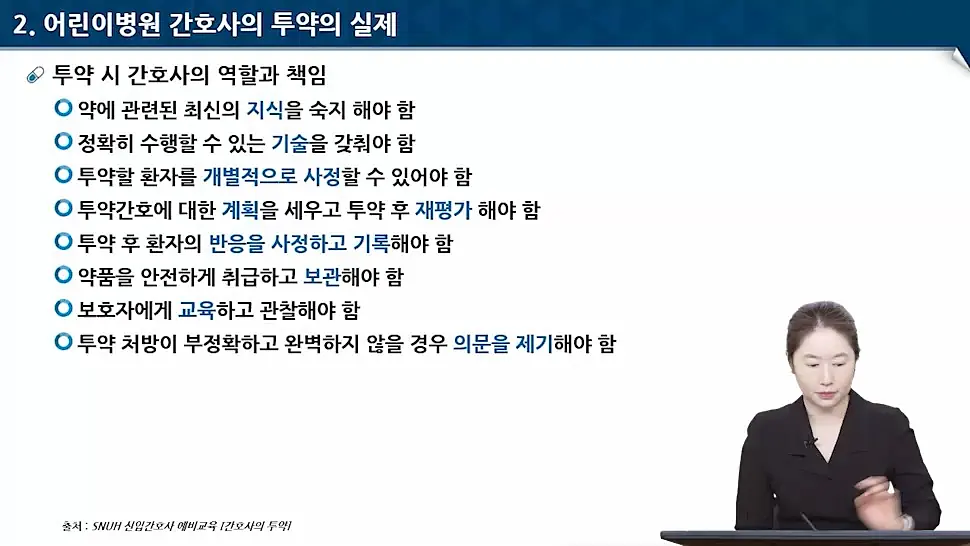 2. 어린이병원 간호사의 투약의 실제
투약 시 간호사의 역할과 책임
약에 관련된 최신의 지식을 숙지 해야 함
정확히 수행할 수 있는 기술을 갖춰야 함
투약할 환자를 개별적으로 사정할 수 있어야 함
투약간호에 대한 계획을 세우고 투약 후 재평가 해야 함
투약 후 환자의 반응을 사정하고 기록해야 함
약품을 안전하게 취급하고 보관해야 함
보호자에게 교육하고 관찰해야 함
투약 처방이 부정확하고 완벽하지 않을 경우 의문을 제기해야 함
출처 : SNUH 신입간호사 예비교육 [간호사의 투약]